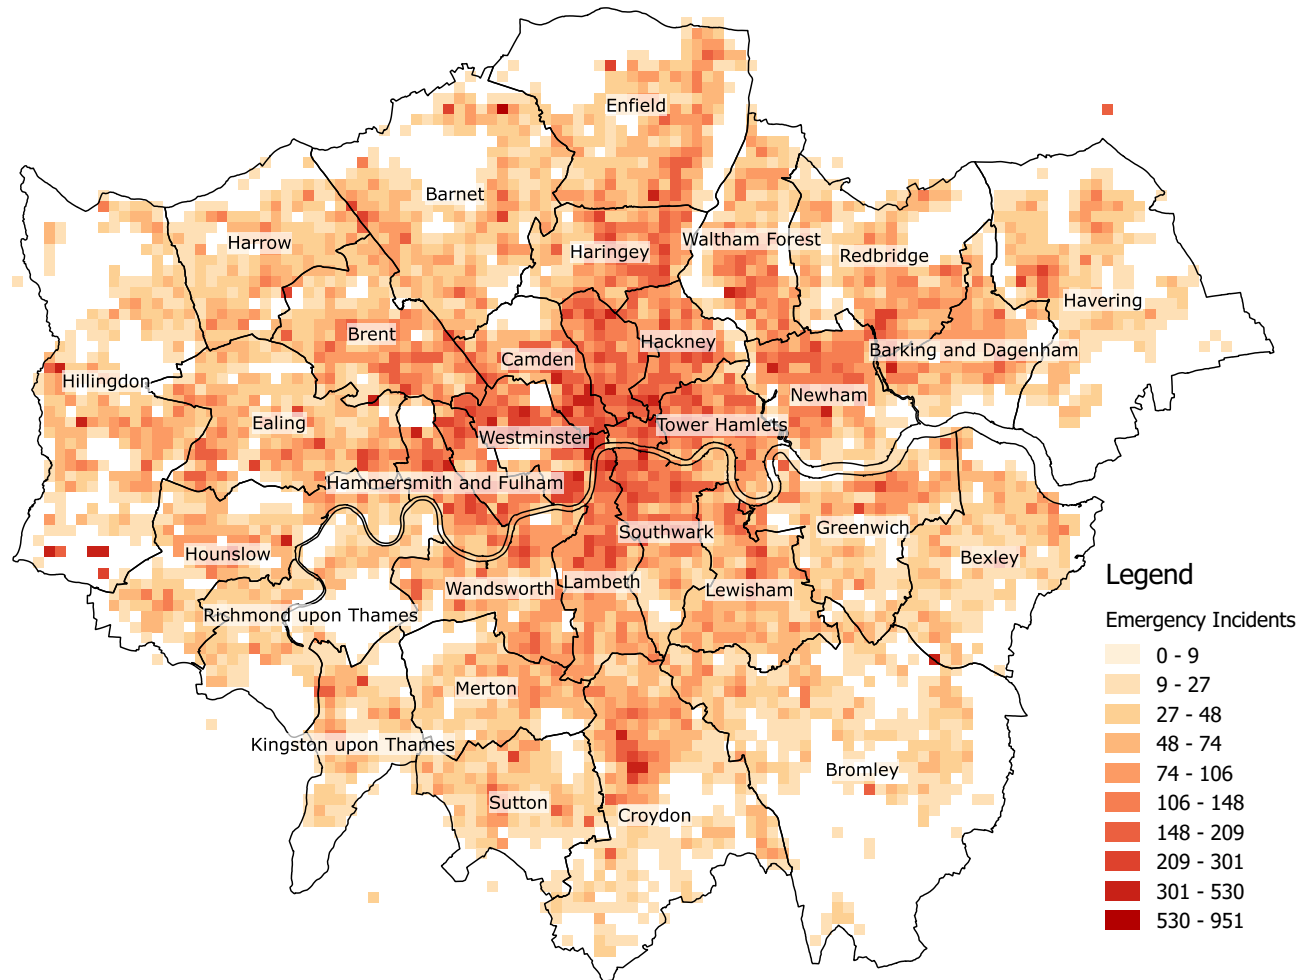 Enfield
Barnet
Harrow
Haringey
Waltham Forest
Redbridge
Havering
Brent
Camden
Hackney
Barking and Dagenham
Hillingdon
Newham
Ealing
Westminster
Tower Hamlets
Hammersmith and Fulham
Southwark
Greenwich
Hounslow
Bexley
Wandsworth
Lambeth
Lewisham
Richmond upon Thames
Merton
Kingston upon Thames
Bromley
Sutton
Croydon
Legend
Emergency Incidents
0 - 9
9 - 27
27 - 48
48 - 74
74 - 106
106 - 148
148 - 209
209 - 301
301 - 530
530 - 951